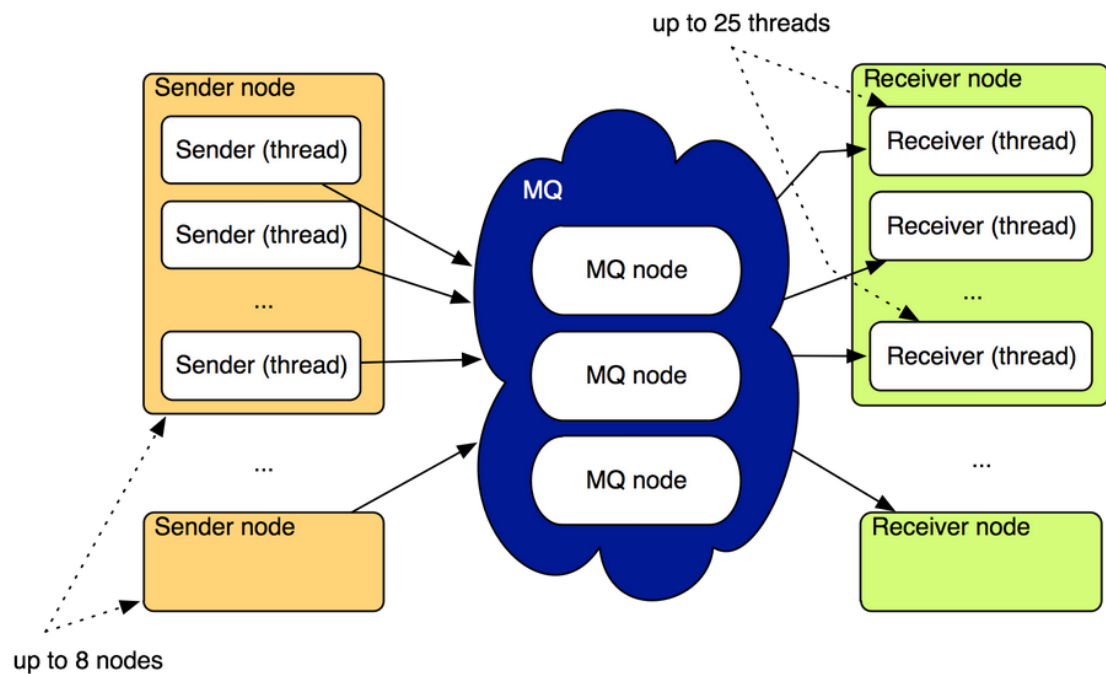 up to 25 threads
Sender node
Sender (thread)
Sender (thread)
...
Sender (thread)
...
Sender node
up to 8 nodes
MQ
MQ node
MQ node
MQ node
Receiver node
Receiver (thread)
Receiver (thread)
...
Receiver (thread)
...
Receiver node